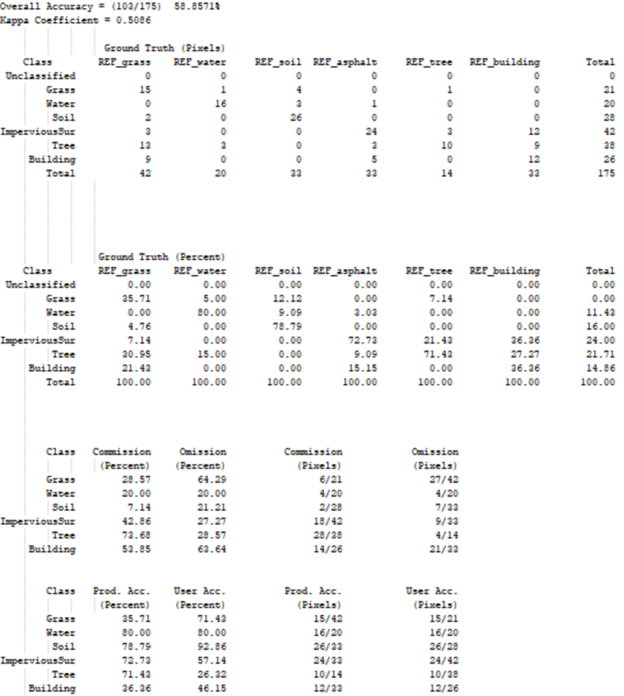 Overall Accuracy = (103/175)  58.8571%
Kappa Coefficient = 0.5086
Ground Truth (Pixels)
Class REF_grass REF_water REF_soil REF_asphalt REF_tree REF_building Total
Unclassified 0 0 0 0 0 0 0
Grass 15 1 4 0 1 0 21
Water 0 16 3 1 0 0 20
Soil 2 0 26 0 0 0 28
ImperviousSur 3 0 0 24 3 12 42
Tree 13 3 0 3 10 9 38
Building 9 0 0 5 0 12 26
Total 42 20 33 33 14 33 175
Ground Truth (Percent)
Class REF_grass REF_water REF_soil REF_asphalt REF_tree REF_building Total
Unclassified 0.00 0.00 0.00 0.00 0.00 0.00 0.00
Grass 35.71 5.00 12.12 0.00 7.14 0.00 0.00
Water 0.00 80.00 9.09 3.03 0.00 0.00 11.43
Soil 4.76 0.00 78.79 0.00 0.00 0.00 16.00
ImperviousSur 7.14 0.00 0.00 72.73 21.43 36.36 24.00
Tree 30.95 15.00 0.00 9.09 71.43 27.27 21.71
Building 21.43 0.00 0.00 15.15 0.00 36.36 14.86
Total 100.00 100.00 100.00 100.00 100.00 100.00 100.00
Class Commission Omission Commission Omission
(Percent) (Percent) (Pixels) (Pixels)
Grass 28.57 64.29 6/21 27/42
Water 20.00 20.00 4/20 4/20
Soil 7.14 21.21 2/28 7/33
ImperviousSur 42.86 27.27 18/42 9/33
Tree 73.68 28.57 28/38 4/14
Building 53.85 63.64 14/26 21/33
Class Prod. Acc. User Acc. Prod. Acc. User Acc.
(Percent) (Percent) (Pixels) (Pixels)
Grass 35.71 71.43 15/42 15/21
Water 80.00 80.00 16/20 16/20
Soil 78.79 92.86 26/33 26/28
ImperviousSur 72.73 57.14 24/33 24/42
Tree 71.43 26.32 10/14 10/38
Building 36.36 46.15 12/33 12/26